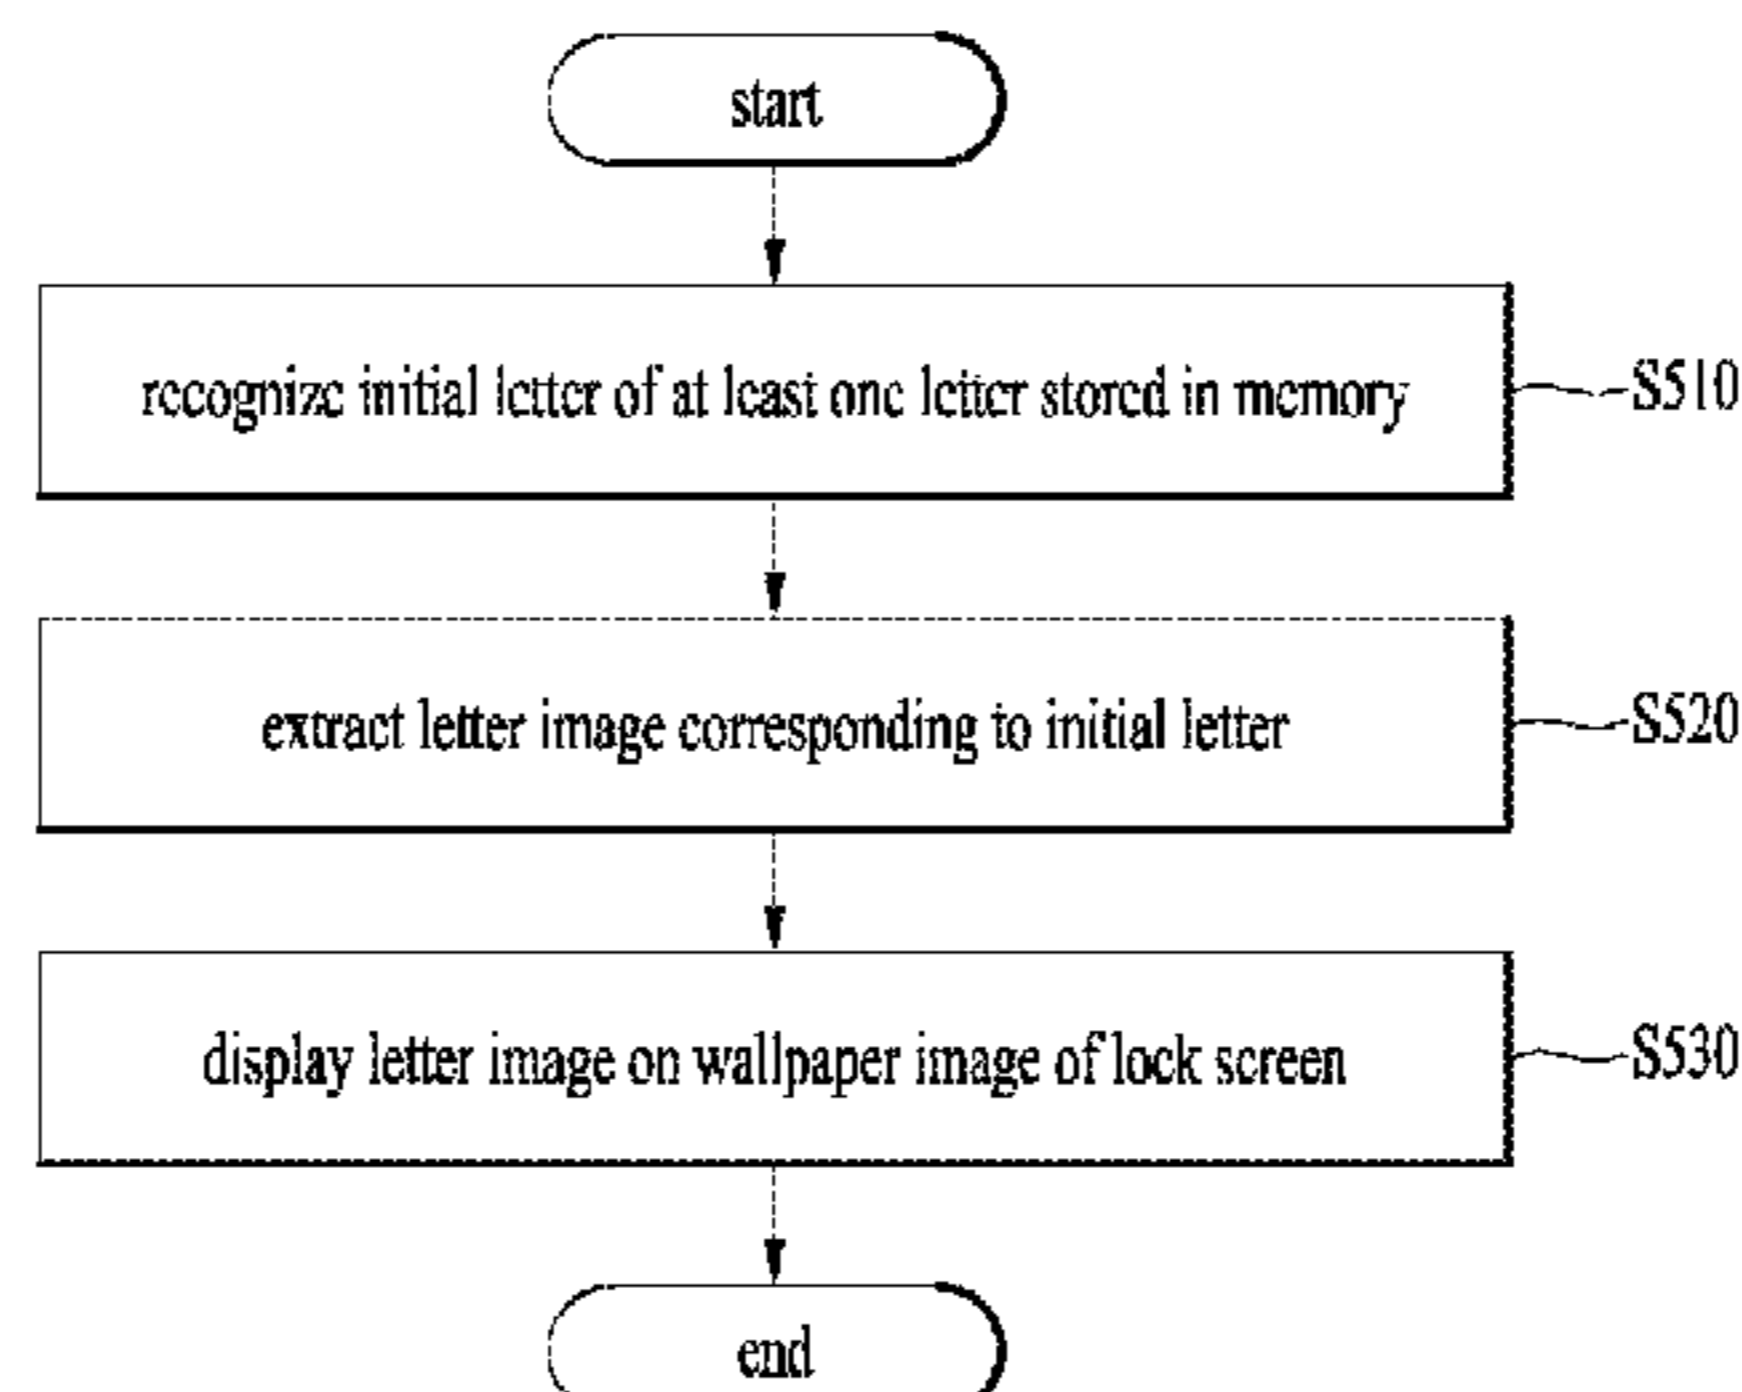 start
recognize initial letter of at least one letter stored in memory
S510
extract letter image corresponding to initial letter
S520
display letter image on wallpaper image of lock screen
S530
end